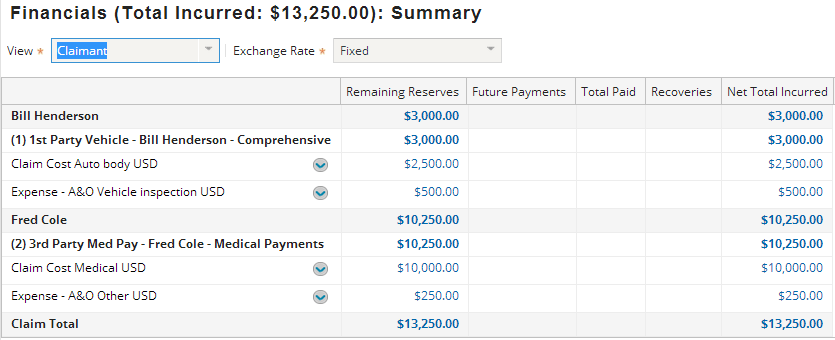 Financials (Total Incurred: $13,250.00): Summary
View * Claimant Exchange Rate * Fixed
Remaining Reserves Future Payments Total Paid Recoveries Net Total Incurred
Bill Henderson $3,000.00 $3,000.00
(1) 1st Party Vehicle - Bill Henderson - Comprehensive $3,000.00 $3,000.00
Claim Cost Auto body USD $2,500.00 $2,500.00
Expense - A&O Vehicle inspection USD $500.00 $500.00
Fred Cole $10,250.00 $10,250.00
(2) 3rd Party Med Pay - Fred Cole - Medical Payments $10,250.00 $10,250.00
Claim Cost Medical USD $10,000.00 $10,000.00
Expense - A&O Other USD $250.00 $250.00
Claim Total $13,250.00 $13,250.00